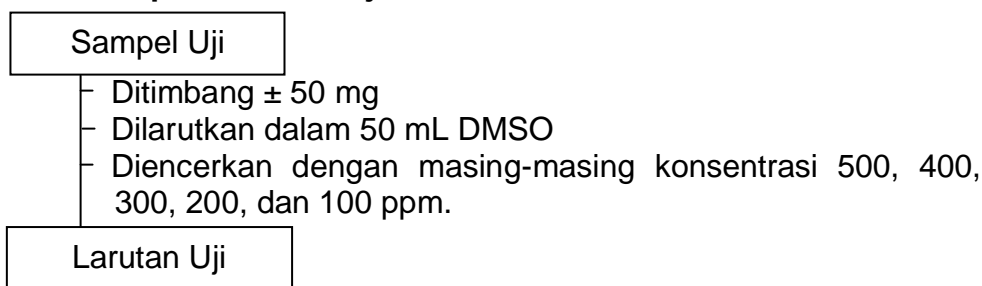 Sampel Uji
Ditimbang ± 50 mg
Dilarutkan dalam 50 mL DMSO
Diencerkan dengan masing-masing konsentrasi 500, 400,
300, 200, dan 100 ppm.
Larutan Uji